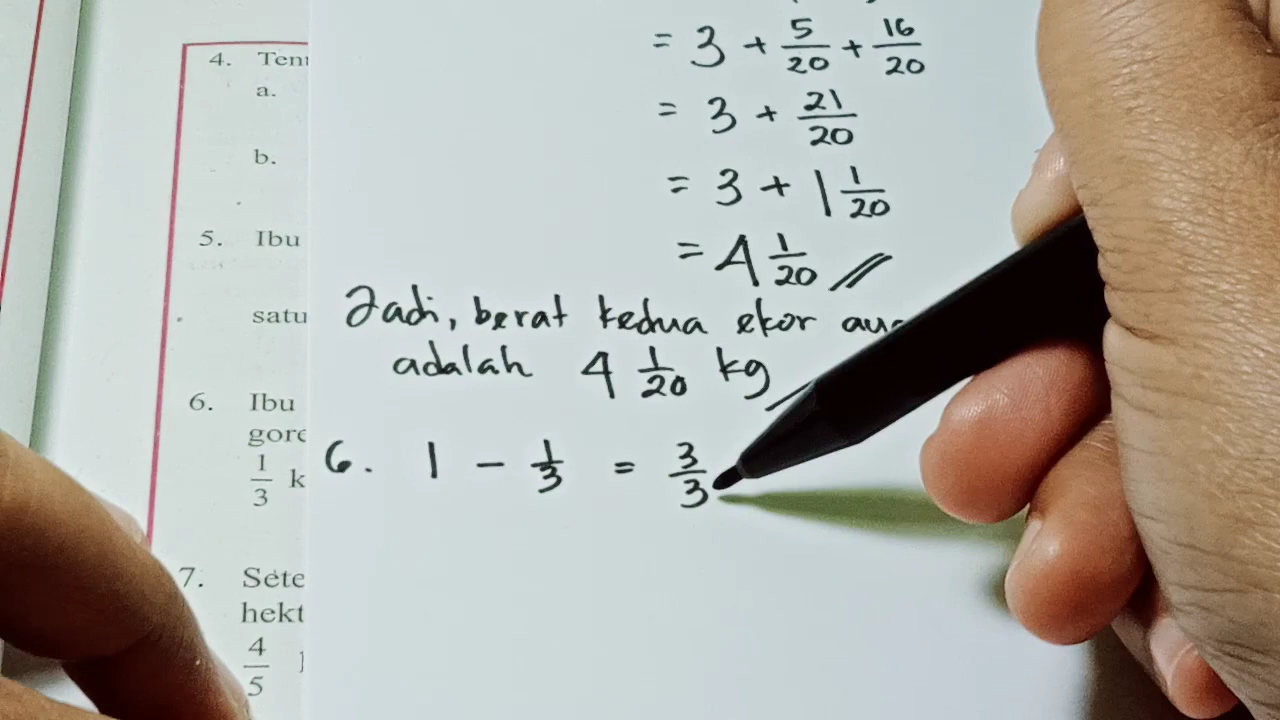 4. Ten
a.
b.
5. Ibu
satu
6. Ibu
gore
1/3 k
7. Sete
hekt
4/5
= 3 + 5/20 + 16/20
= 3 + 21/20
= 3 + 1 1/20
= 4 1/20 //
Jadi, berat kedua ekor
adalah 4 1/20 kg
6. 1 - 1/3 = 3/3